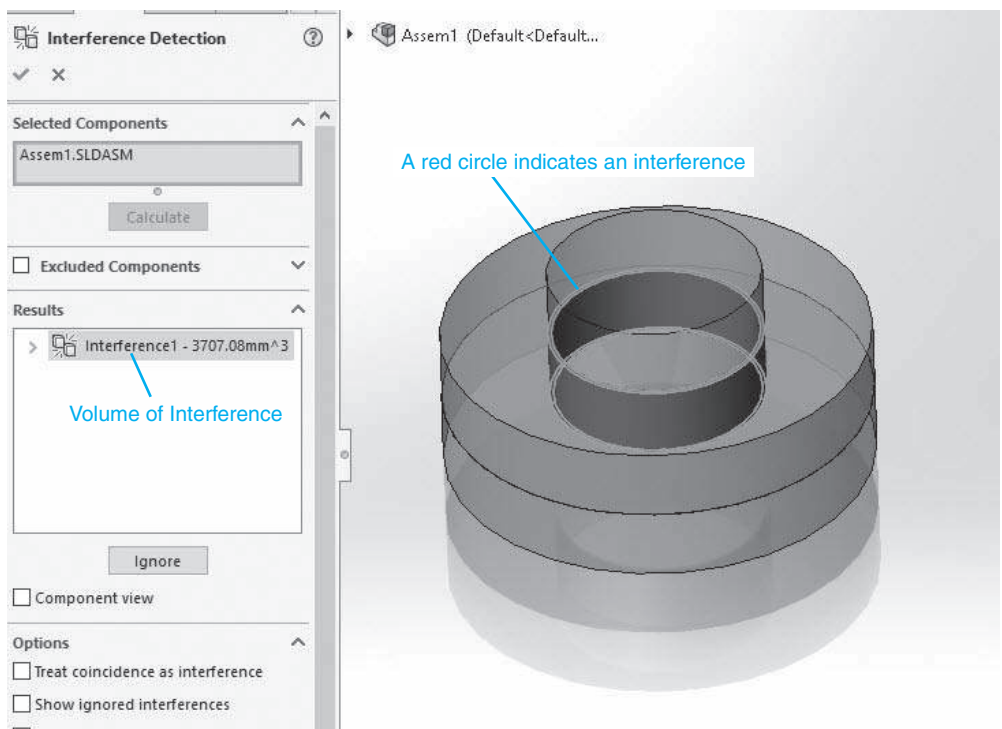 Interference Detection
Assem1 (Default<Default...
Selected Components
Assem1.SLDASM
Calculate
Excluded Components
Results
Interference1 - 3707.08mm^3
Volume of Interference
Ignore
Component view
Options
Treat coincidence as interference
Show ignored interferences
A red circle indicates an interference